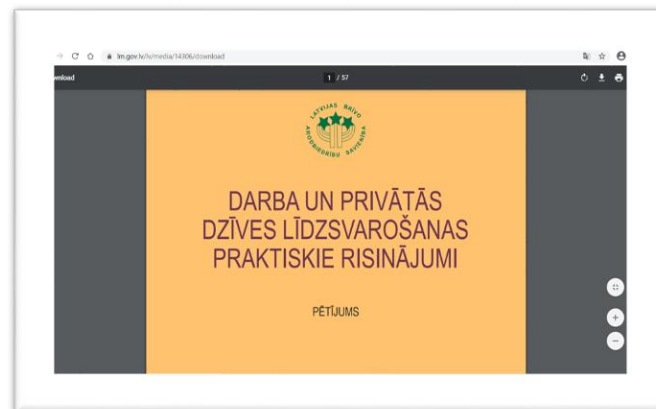 lm.gov.lv/lv/media/14306/download
wnload
1 / 57
LATVIJAS BRĪVO
ARODBIEDRĪBU SAVIENĪBA
DARBA UN PRIVĀTĀS
DZĪVES LĪDZSVAROŠANAS
PRAKTISKIE RISINĀJUMI
PĒTĪJUMS